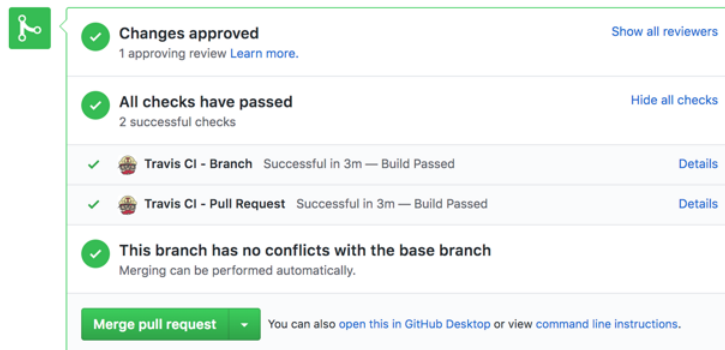 Changes approved
Show all reviewers
1 approving review Learn more.
All checks have passed
Hide all checks
2 successful checks
Travis CI - Branch Successful in 3m — Build Passed
Details
Travis CI - Pull Request Successful in 3m — Build Passed
Details
This branch has no conflicts with the base branch
Merging can be performed automatically.
Merge pull request
You can also open this in GitHub Desktop or view command line instructions.